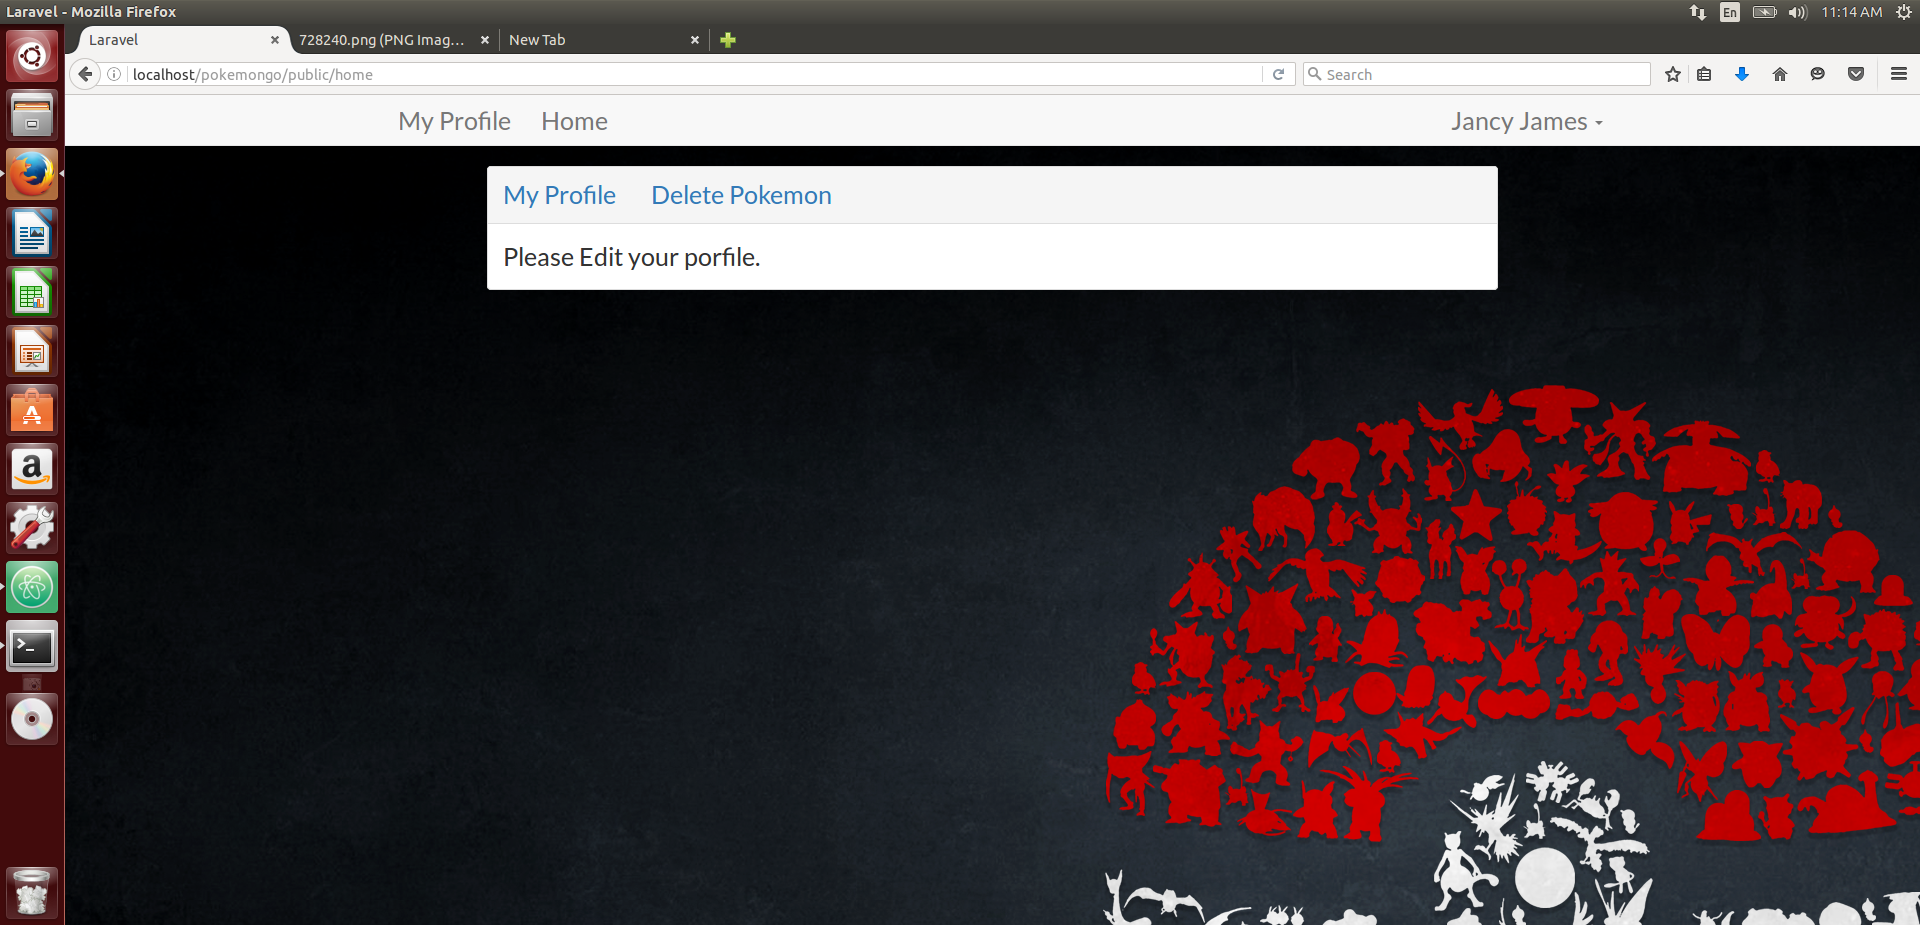 Laravel - Mozilla Firefox
En
11:14 AM
Laravel
728240.png (PNG Imag...
New Tab
localhost/pokemongo/public/home
Search
My Profile
Home
Jancy James
My Profile
Delete Pokemon
Please Edit your porfile.